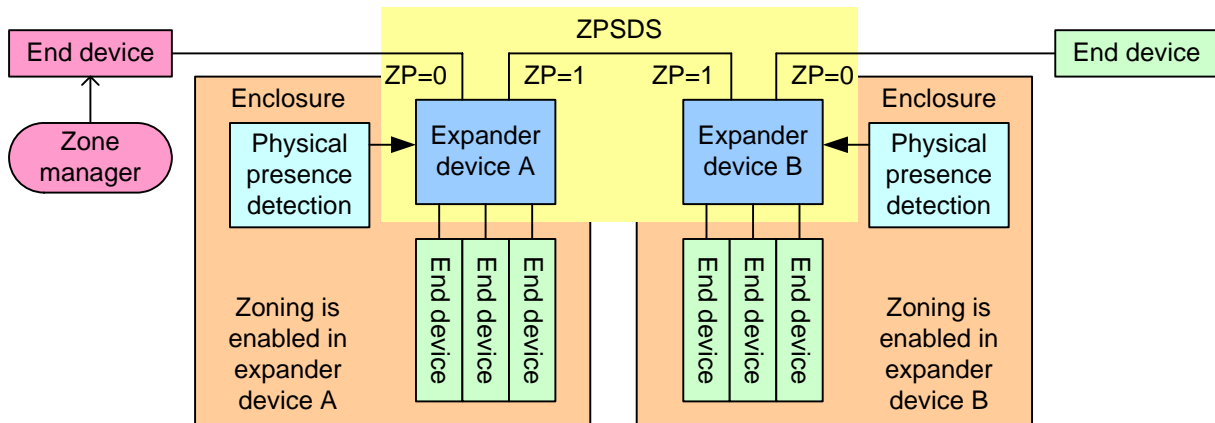 ZPSDS
End device
End device
ZP=0
ZP=1
ZP=1
ZP=0
Enclosure
Enclosure
Zone
manager
Physical
presence
detection
Expander
device A
Expander
device B
Physical
presence
detection
End device
End device
End device
End device
End device
End device
Zoning is
enabled in
expander
device A
Zoning is
enabled in
expander
device B